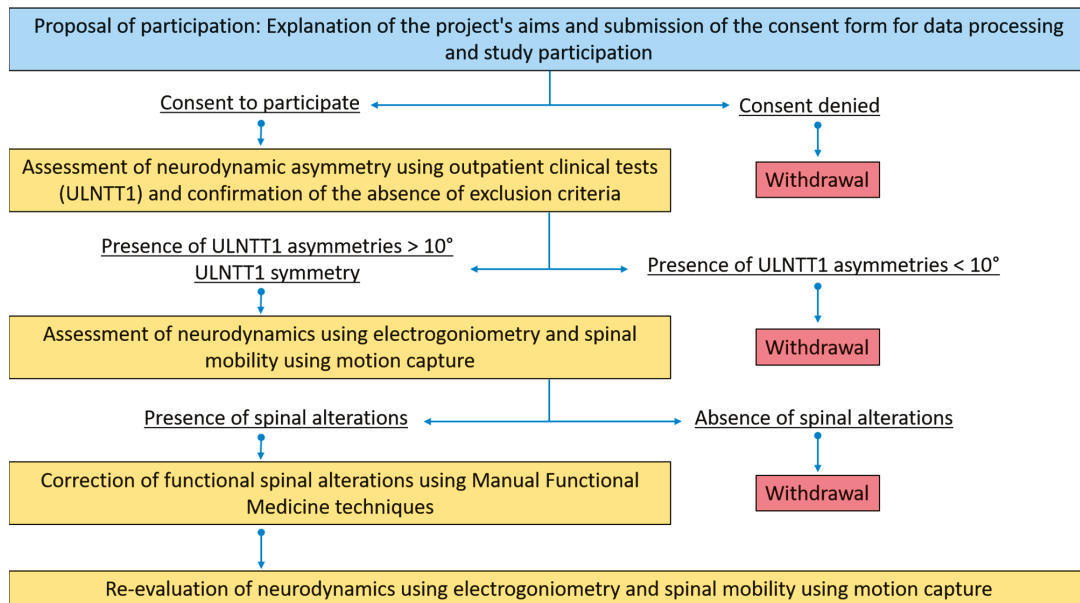 Proposal of participation: Explanation of the project's aims and submission of the consent form for data processing
and study participation
Consent to participate
Consent denied
Assessment of neurodynamic asymmetry using outpatient clinical tests
(ULNTT1) and confirmation of the absence of exclusion criteria
Withdrawal
Presence of ULNTT1 asymmetries > 10°
ULNTT1 symmetry
Presence of ULNTT1 asymmetries < 10°
Assessment of neurodynamics using electrogoniometry and spinal
mobility using motion capture
Withdrawal
Presence of spinal alterations
Absence of spinal alterations
Correction of functional spinal alterations using Manual Functional
Medicine techniques
Withdrawal
Re-evaluation of neurodynamics using electrogoniometry and spinal mobility using motion capture